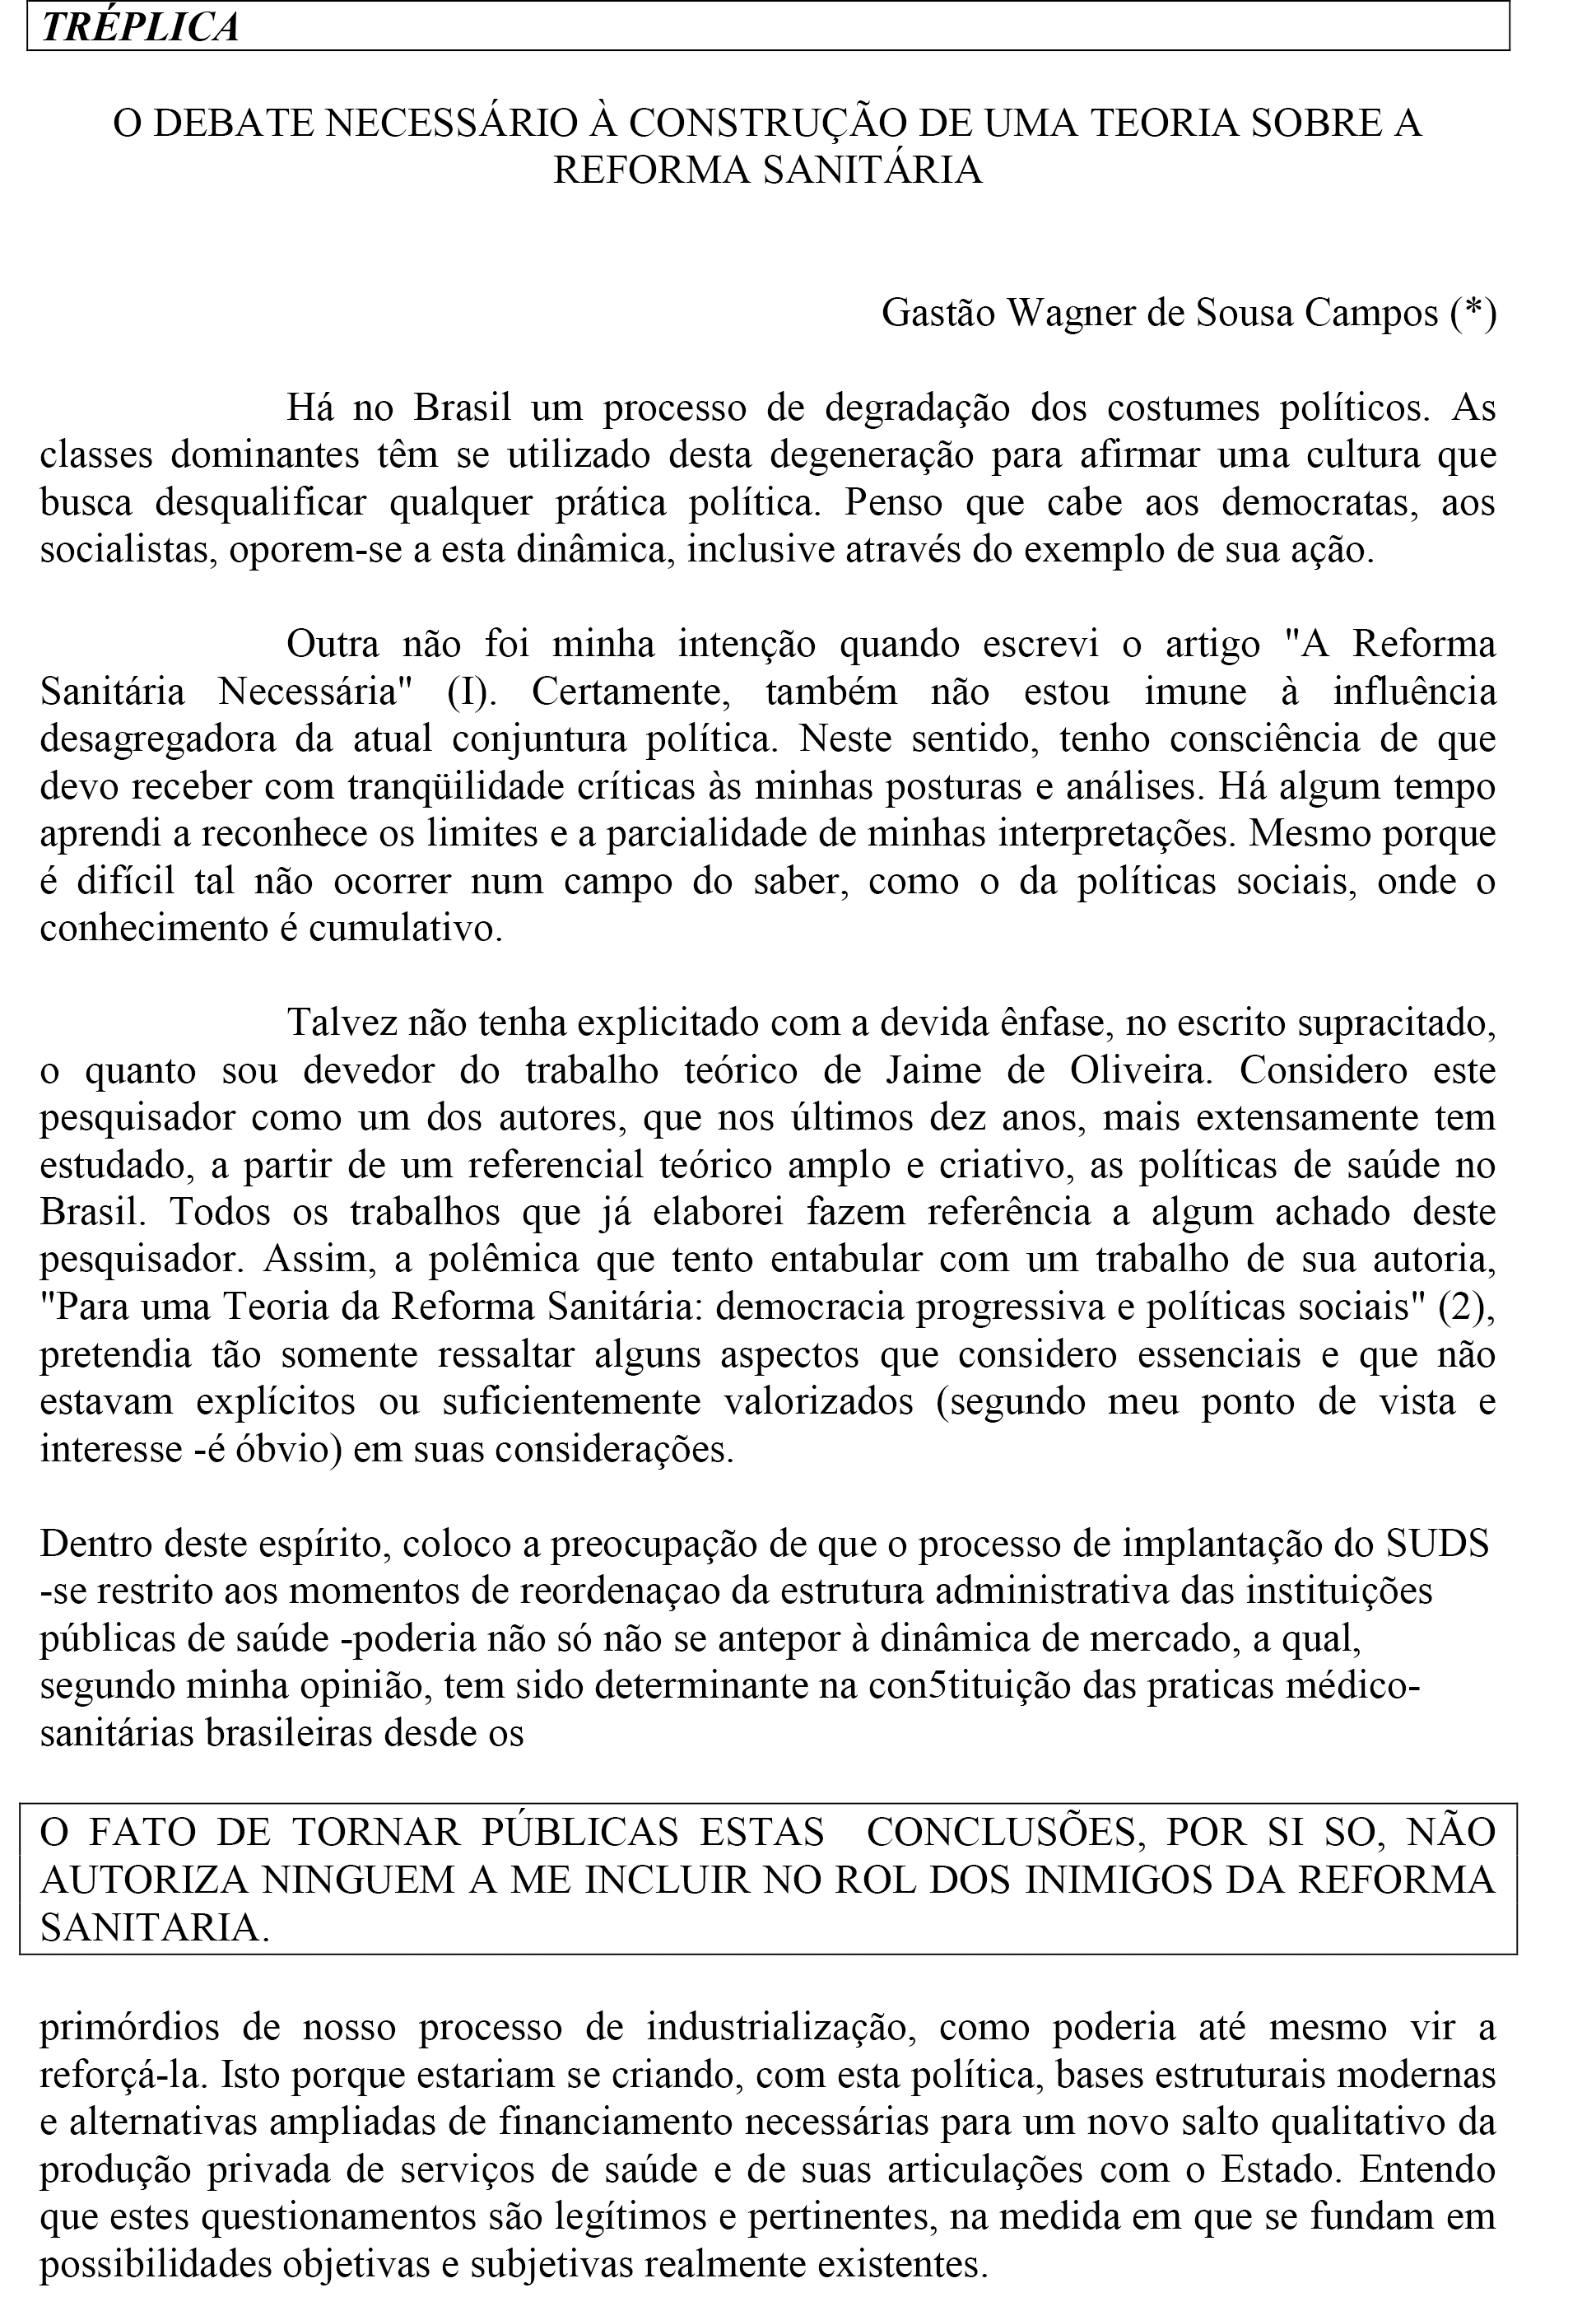 TRÉPLICA
O DEBATE NECESSÁRIO À CONSTRUÇÃO DE UMA TEORIA SOBRE A
REFORMA SANITÁRIA
Gastão Wagner de Sousa Campos (*)
Há no Brasil um processo de degradação dos costumes políticos. As
classes dominantes têm se utilizado desta degeneração para afirmar uma cultura que
busca desqualificar qualquer prática política. Penso que cabe aos democratas, aos
socialistas, oporem-se a esta dinâmica, inclusive através do exemplo de sua ação.
Outra não foi minha intenção quando escrevi o artigo "A Reforma
Sanitária Necessária" (I). Certamente, também não estou imune à influência
desagregadora da atual conjuntura política. Neste sentido, tenho consciência de que
devo receber com tranqüilidade críticas às minhas posturas e análises. Há algum tempo
aprendi a reconhece os limites e a parcialidade de minhas interpretações. Mesmo porque
é difícil tal não ocorrer num campo do saber, como o da políticas sociais, onde o
conhecimento é cumulativo.
Talvez não tenha explicitado com a devida ênfase, no escrito supracitado,
o quanto sou devedor do trabalho teórico de Jaime de Oliveira. Considero este
pesquisador como um dos autores, que nos últimos dez anos, mais extensamente tem
estudado, a partir de um referencial teórico amplo e criativo, as políticas de saúde no
Brasil. Todos os trabalhos que já elaborei fazem referência a algum achado deste
pesquisador. Assim, a polêmica que tento entabular com um trabalho de sua autoria,
"Para uma Teoria da Reforma Sanitária: democracia progressiva e políticas sociais" (2),
pretendia tão somente ressaltar alguns aspectos que considero essenciais e que não
estavam explícitos ou suficientemente valorizados (segundo meu ponto de vista e
interesse -é óbvio) em suas considerações.
Dentro deste espírito, coloco a preocupação de que o processo de implantação do SUDS
-se restrito aos momentos de reordenaçao da estrutura administrativa das instituições
públicas de saúde -poderia não só não se antepor à dinâmica de mercado, a qual,
segundo minha opinião, tem sido determinante na con5tituição das praticas médico-
sanitárias brasileiras desde os
O FATO DE TORNAR PÚBLICAS ESTAS CONCLUSÕES, POR SI SO, NÃO
AUTORIZA NINGUEM A ME INCLUIR NO ROL DOS INIMIGOS DA REFORMA
SANITARIA.
primórdios de nosso processo de industrialização, como poderia até mesmo vir a
reforçá-la. Isto porque estariam se criando, com esta política, bases estruturais modernas
e alternativas ampliadas de financiamento necessárias para um novo salto qualitativo da
produção privada de serviços de saúde e de suas articulações com o Estado. Entendo
que estes questionamentos são legítimos e pertinentes, na medida em que se fundam em
possibilidades objetivas e subjetivas realmente existentes.